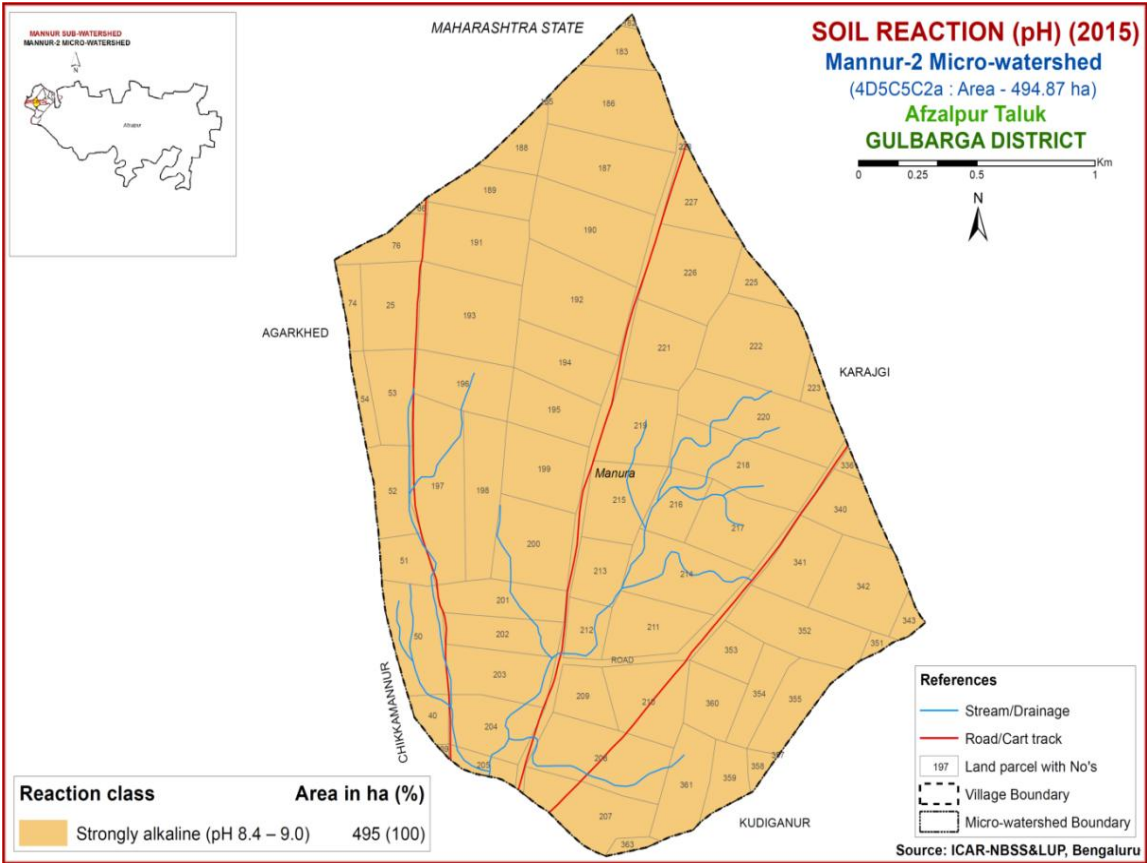 MANNUR SUB-WATERSHED
MANNUR-2 MICRO-WATERSHED
N
Afzalpur
MAHARASHTRA STATE
SOIL REACTION (pH) (2015)
Mannur-2 Micro-watershed
(4D5C5C2a : Area - 494.87 ha)
Afzalpur Taluk
GULBARGA DISTRICT
Km
0 0.25 0.5 1
N
183
186
188
187
189
227
190
76
191
226
225
74
25
192
193
221
222
AGARKHED
194
KARAJGI
196
53
223
54
195
220
219
218
199
Manura
197
52
198
215
216
217
340
200
341
51
213
214
342
201
343
50
202
212
211
352
351
203
ROAD
353
CHIKKAMANNUR
209
210
360
354
355
40
204
206
205
358
361
359
207
KUDIGANUR
363
References
Stream/Drainage
Road/Cart track
197 Land parcel with No's
Village Boundary
Micro-watershed Boundary
Reaction class Area in ha (%)
Strongly alkaline (pH 8.4 – 9.0) 495 (100)
Source: ICAR-NBSS&LUP, Bengaluru